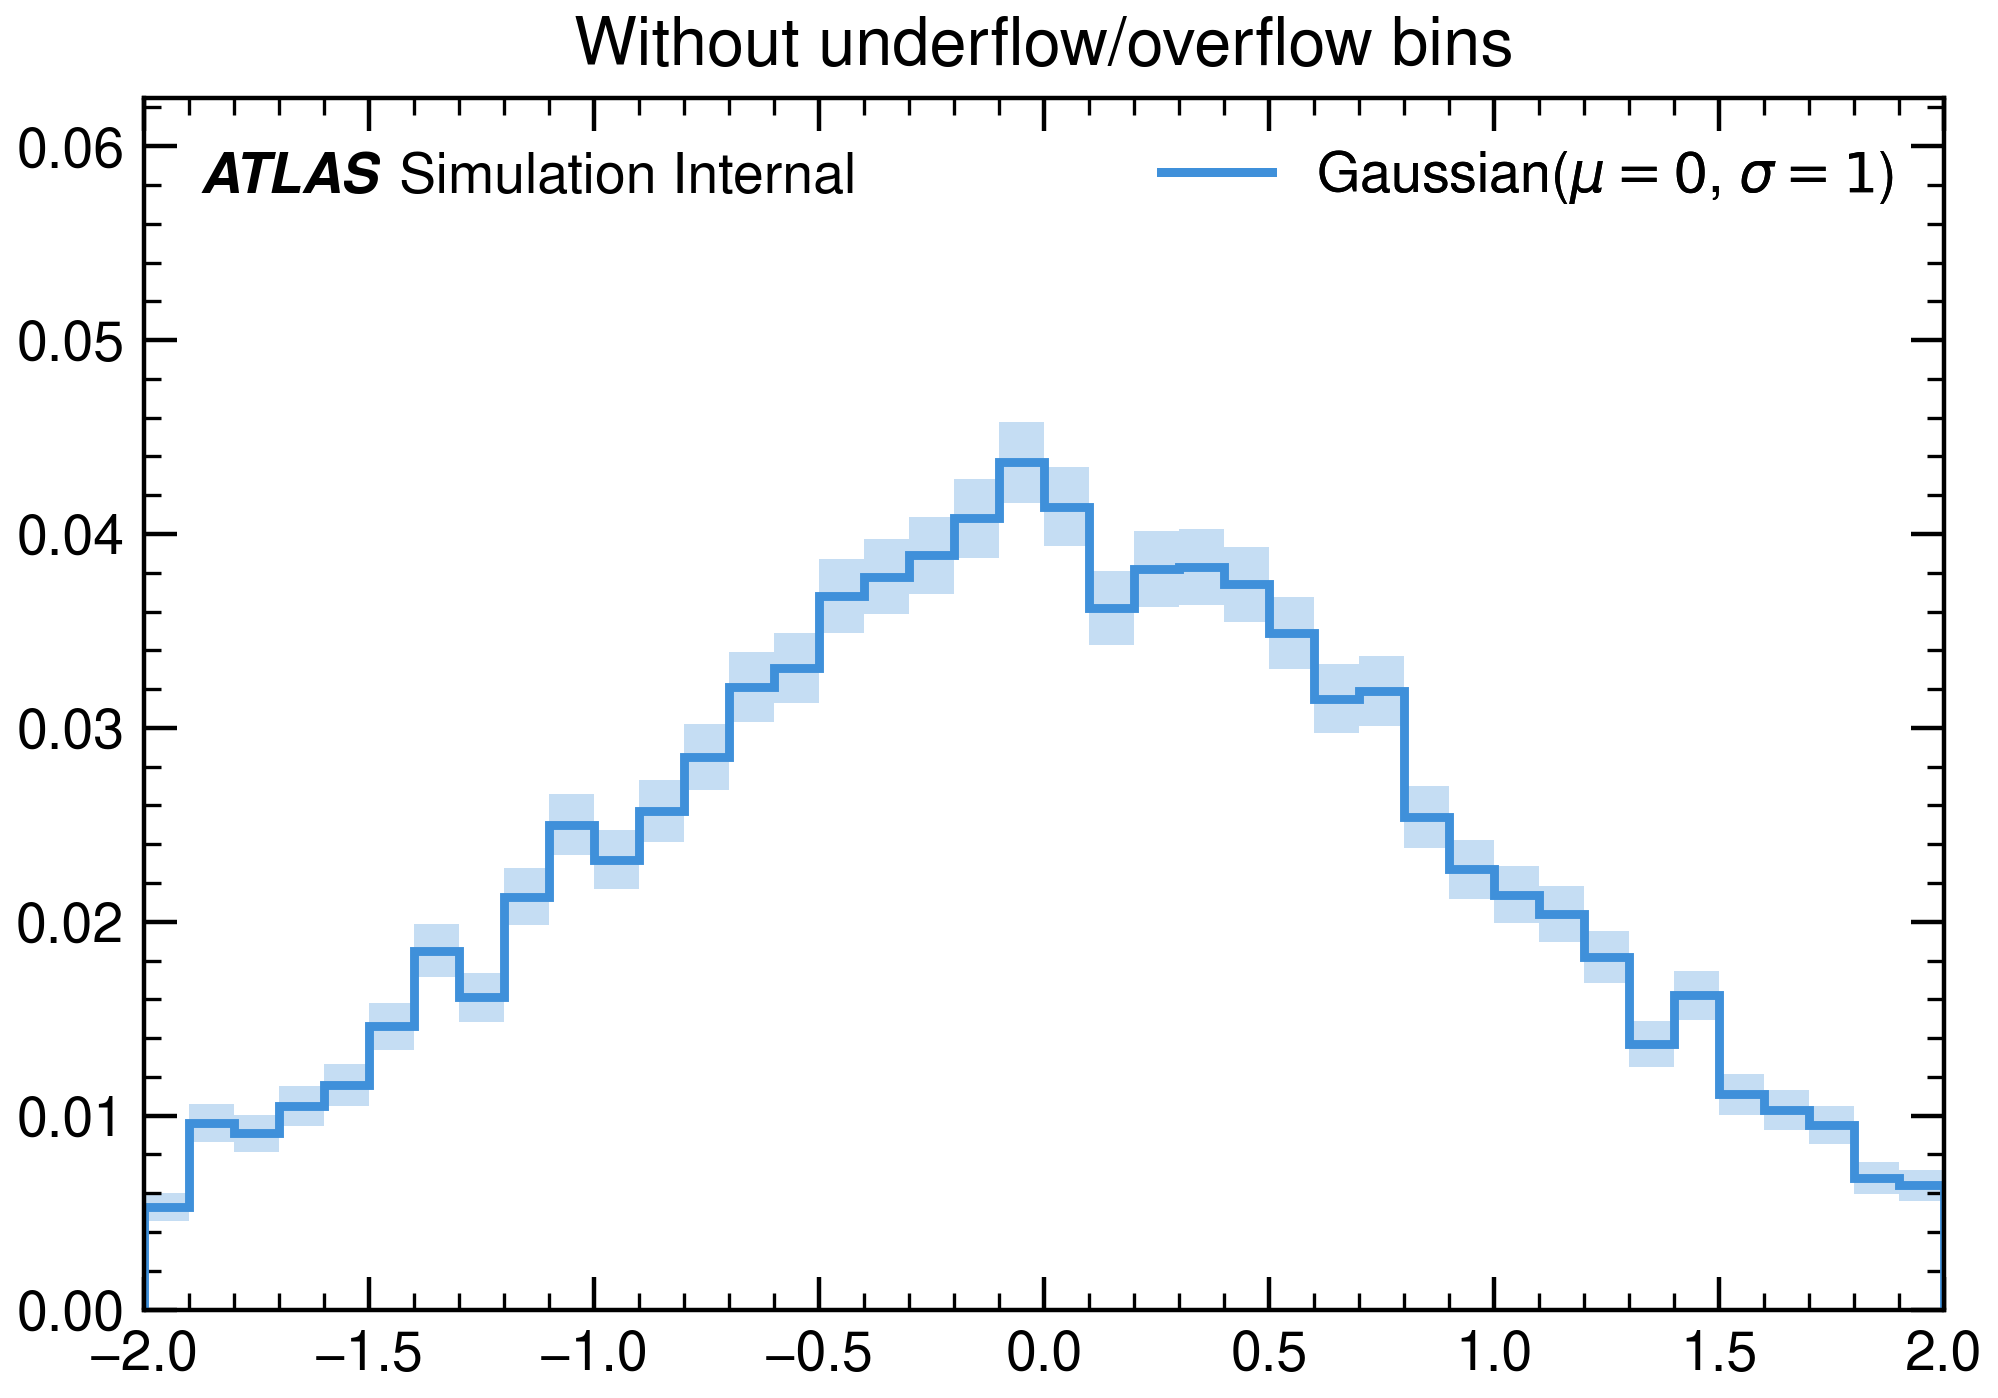 Without underflow/overflow bins
ATLAS Simulation Internal
Gaussian(μ = 0, σ = 1)
0.06
0.05
0.04
0.03
0.02
0.01
0.00
−2.0 −1.5 −1.0 −0.5 0.0 0.5 1.0 1.5 2.0